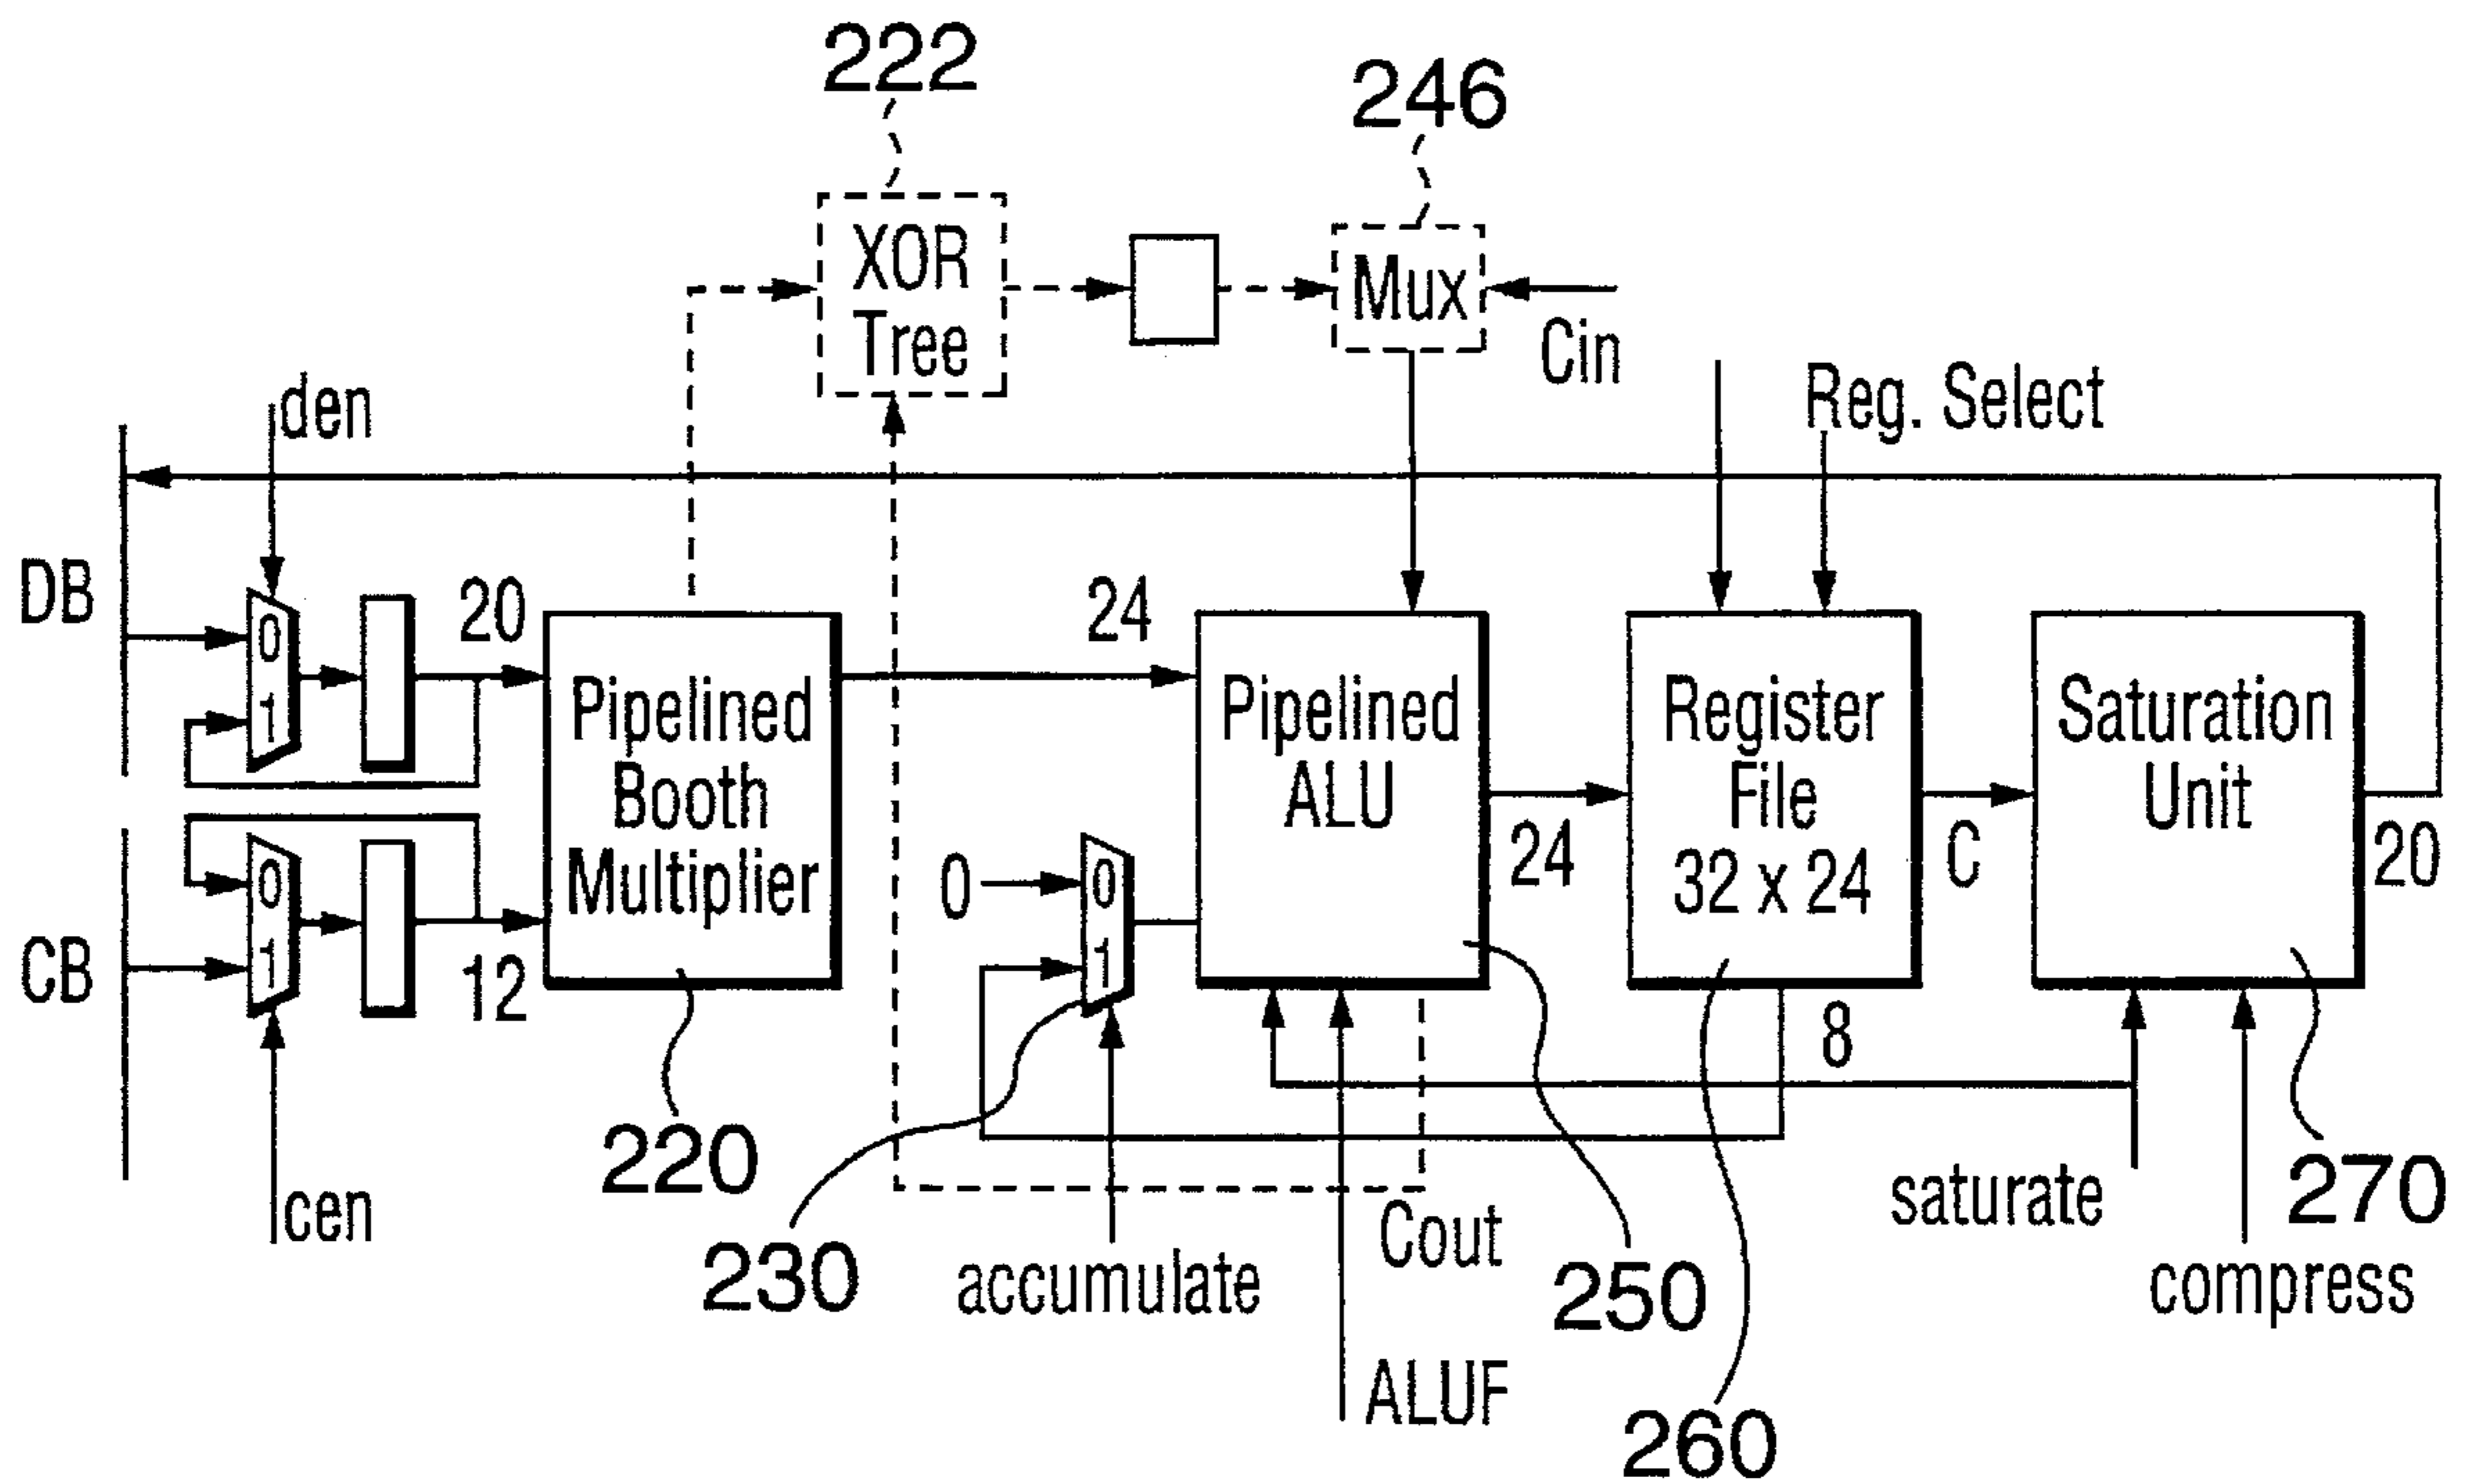 222
246
XOR
Tree
Mux
Cin
den
Reg. Select
DB
0
1
20
Pipelined
Booth
Multiplier
24
Pipelined
ALU
24
Register
File
32 x 24
C
Saturation
Unit
20
CB
0
1
12
0
0
1
8
cen
220
230
accumulate
Cout
ALUF
250
260
saturate
270
compress